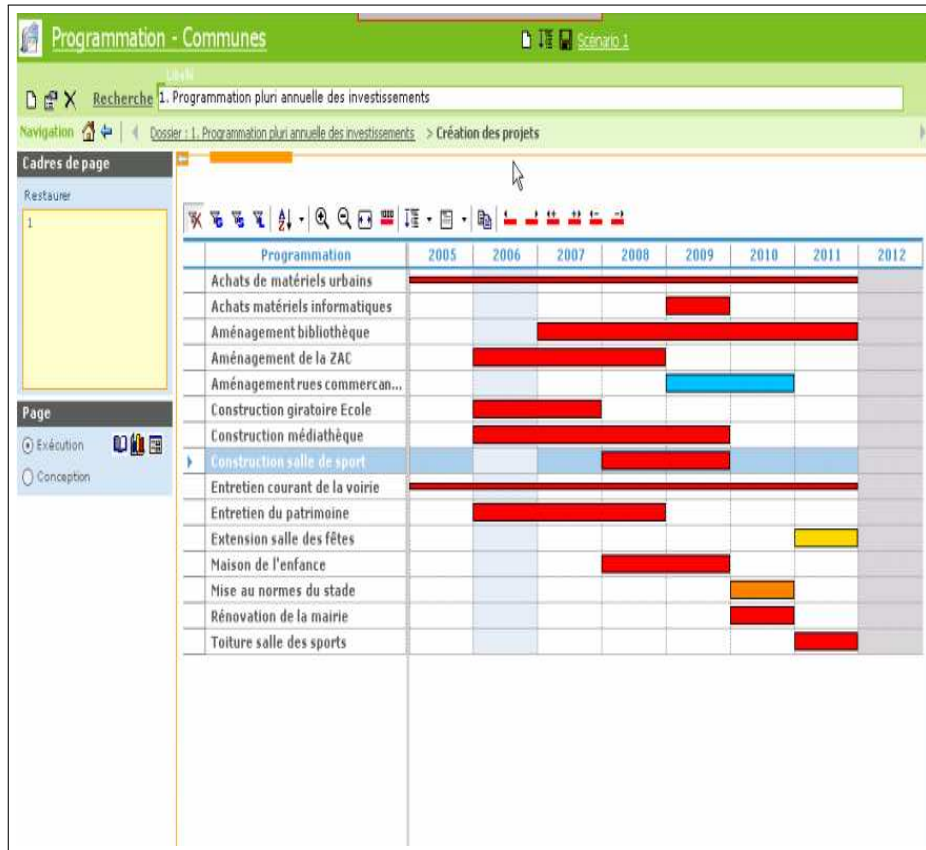 Programmation - Communes
Scénario 1
Libellé
Recherche 1. Programmation pluri annuelle des investissements
Navigation Dossier : 1. Programmation pluri annuelle des investissements > Création des projets
Cadres de page
Restaurer
1
Programmation 2005 2006 2007 2008 2009 2010 2011 2012
Achats de matériels urbains
Achats matériels informatiques
Aménagement bibliothèque
Aménagement de la ZAC
Aménagement rues commercan...
Construction giratoire Ecole
Construction médiathèque
Construction salle de sport
Entretien courant de la voirie
Entretien du patrimoine
Extension salle des fêtes
Maison de l'enfance
Mise au normes du stade
Rénovation de la mairie
Toiture salle des sports
Page
Exécution
Conception